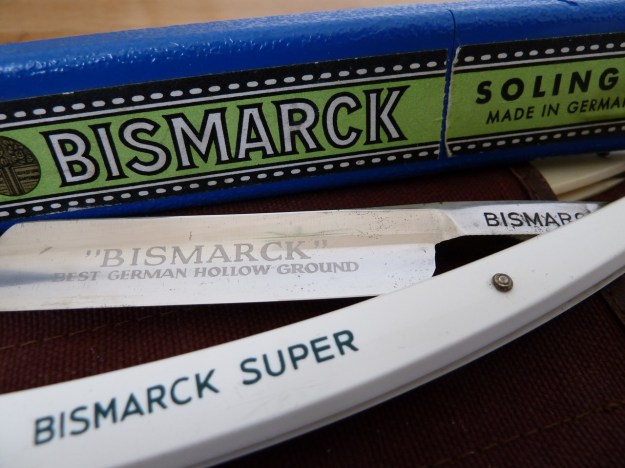 BISMARCK
SOLING
MADE IN GERMA
BISMARC
"BISMARCK"
BEST GERMAN HOLLOW GROUND
BISMARCK SUPER